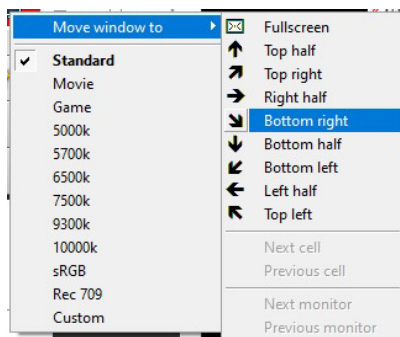 Move window to
Standard
Movie
Game
5000k
5700k
6500k
7500k
9300k
10000k
sRGB
Rec 709
Custom
Fullscreen
Top half
Top right
Right half
Bottom right
Bottom half
Bottom left
Left half
Top left
Next cell
Previous cell
Next monitor
Previous monitor